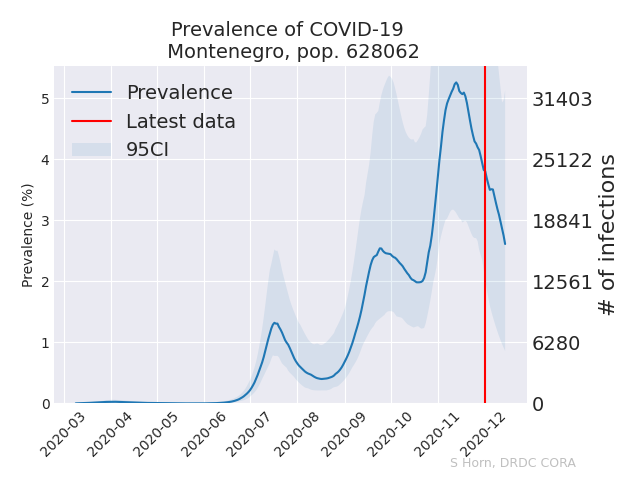 Prevalence of COVID-19
Montenegro, pop. 628062
Prevalence
Latest data
95CI
Prevalence (%)
5
4
3
2
1
0
31403
25122
18841
12561
6280
0
# of infections
2020-03
2020-04
2020-05
2020-06
2020-07
2020-08
2020-09
2020-10
2020-11
2020-12
S Horn, DRDC CORA